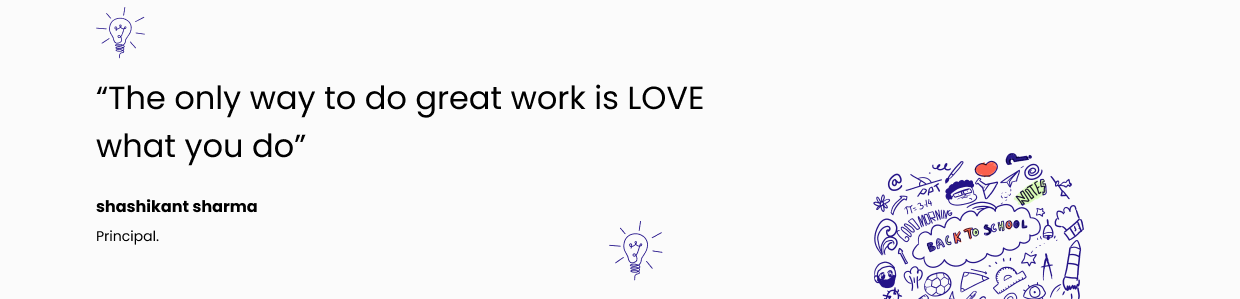 “The only way to do great work is LOVE
what you do”
shashikant sharma
Principal.
@
PPT
π=3.14
NOTES
GOOD MORNING
BACK TO SCHOOL